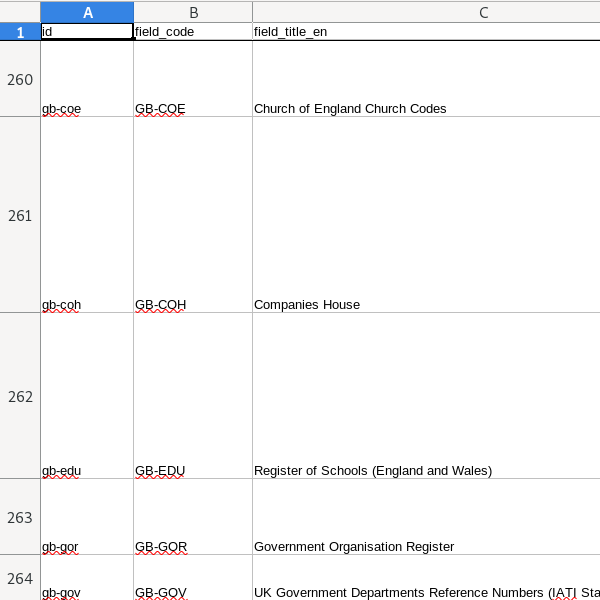 A B C
1 id field_code field_title_en
260 gb-coe GB-COE Church of England Church Codes
261 gb-coh GB-COH Companies House
262 gb-edu GB-EDU Register of Schools (England and Wales)
263 gb-gor GB-GOR Government Organisation Register
264 gb-gov GB-GOV UK Government Departments Reference Numbers (IATI Sta